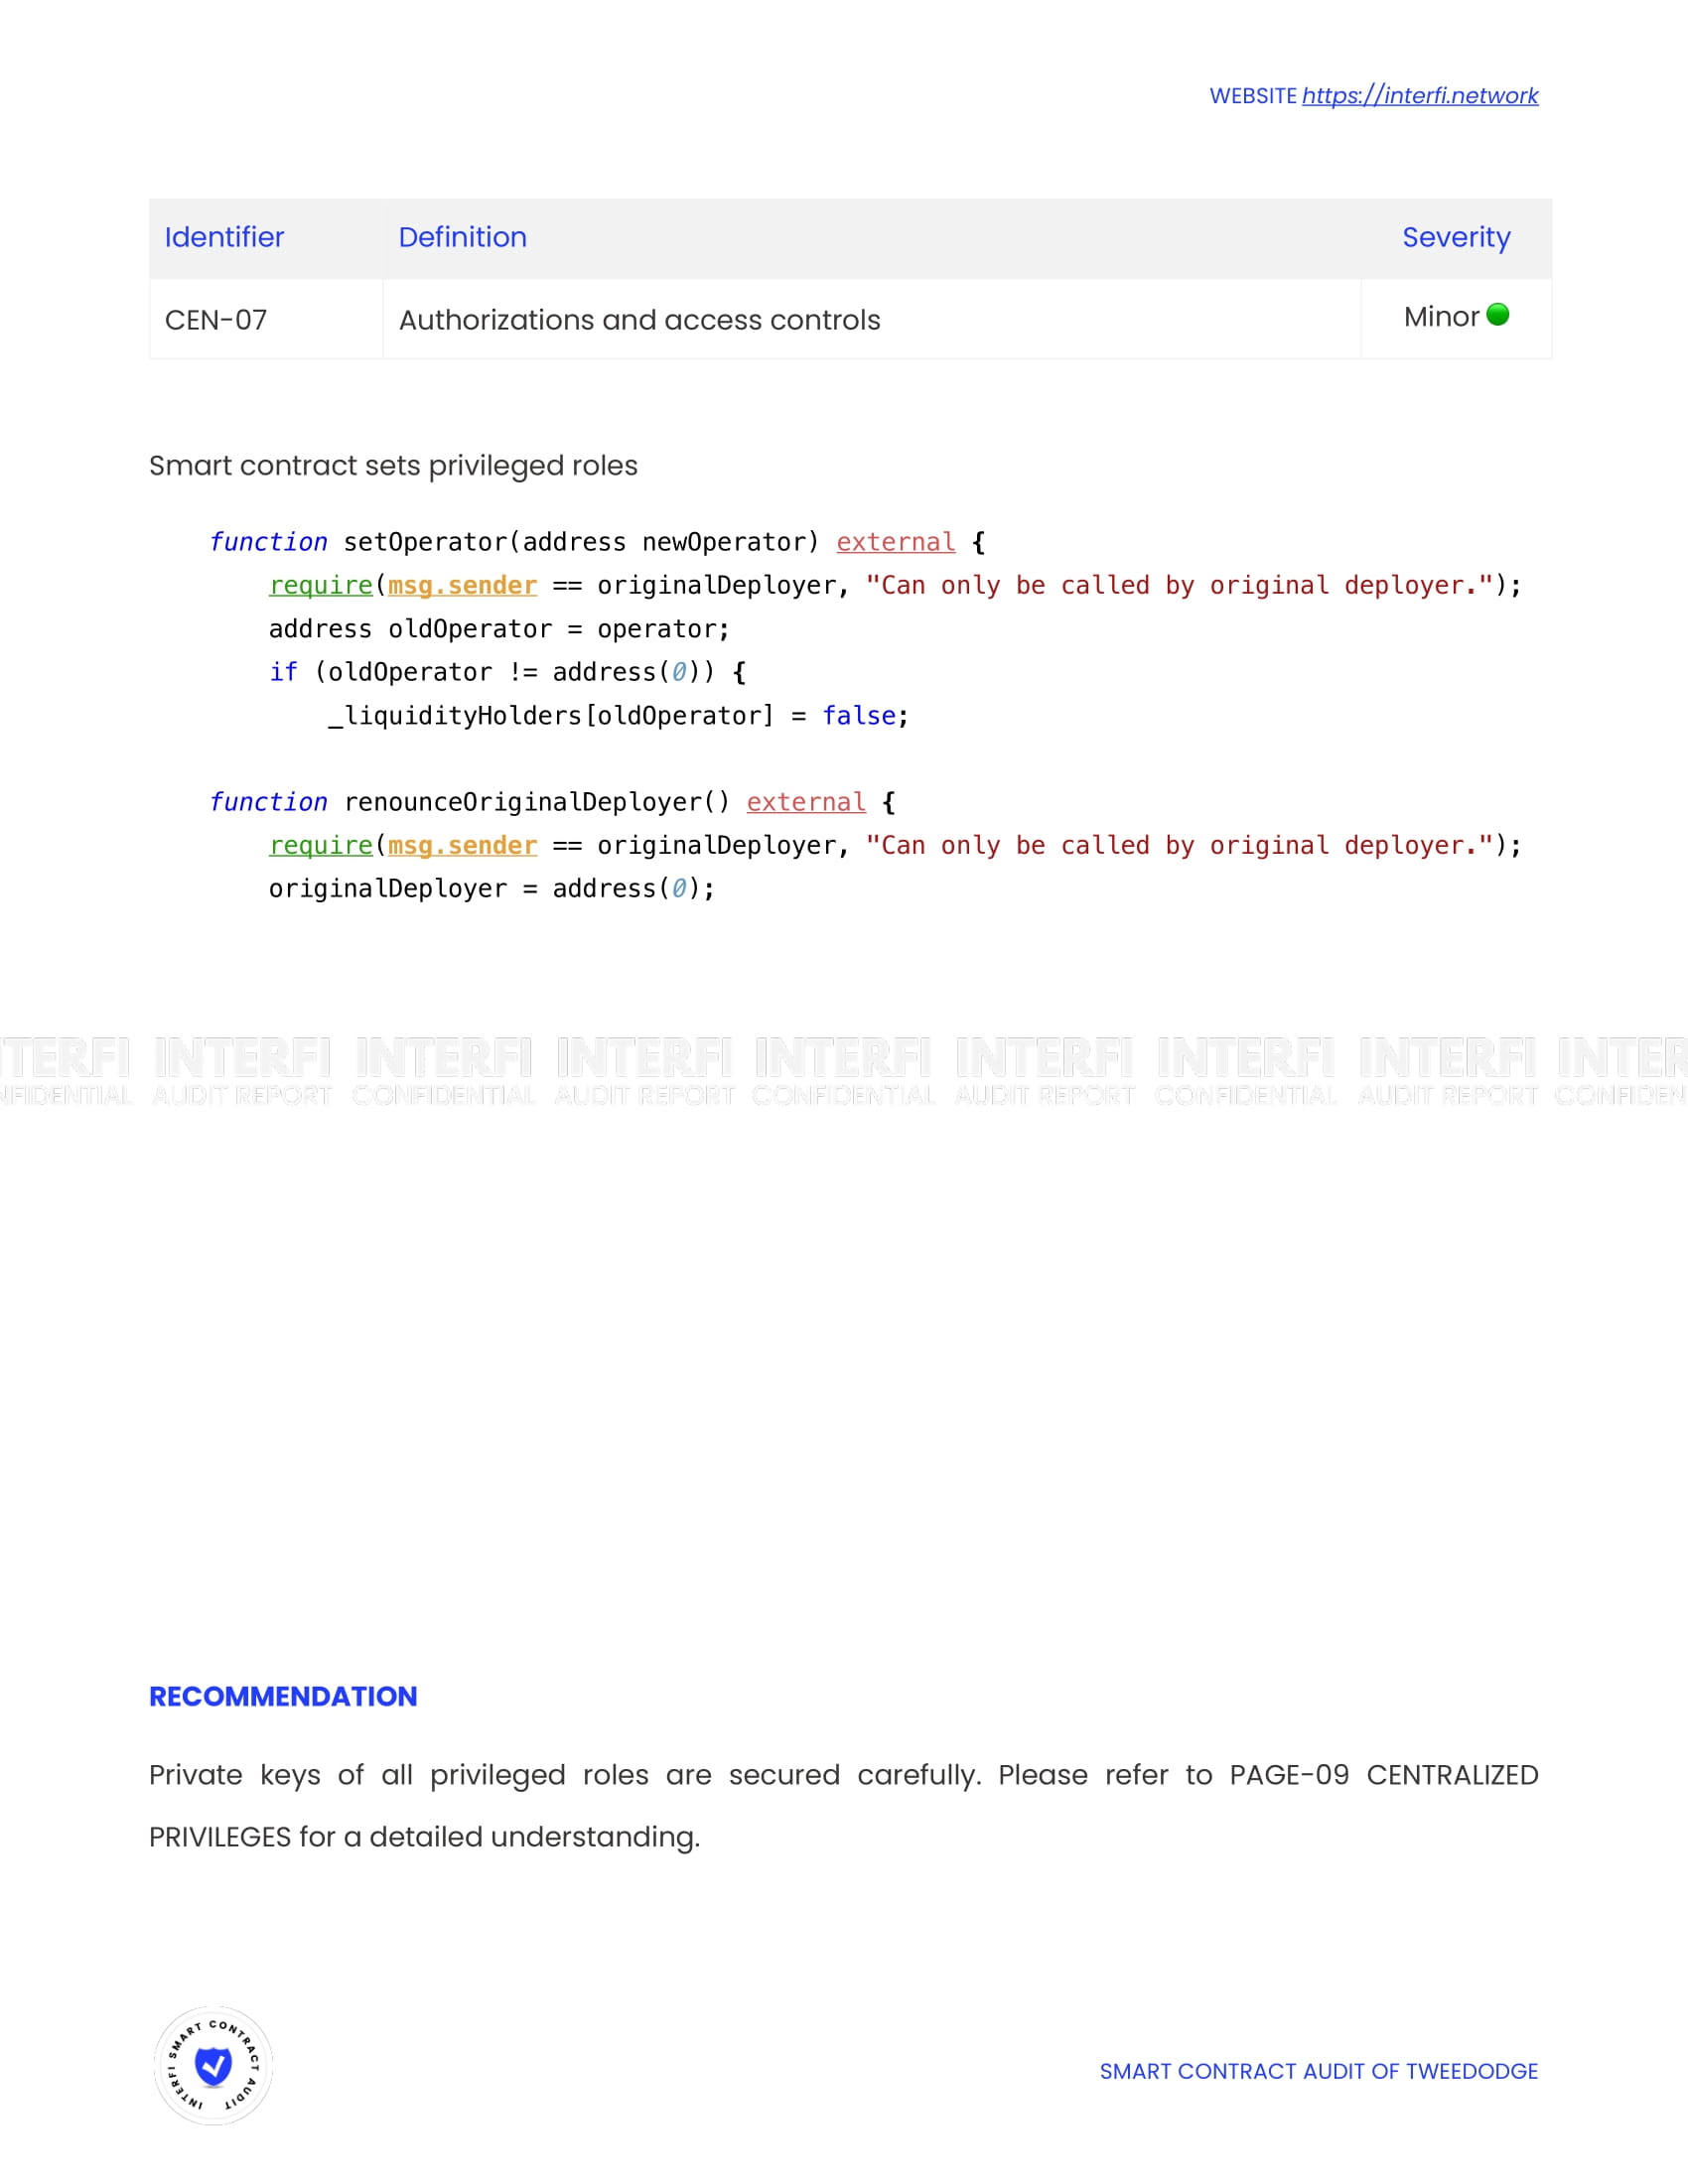 WEBSITE https://interfi.network
Identifier Definition Severity
CEN-07 Authorizations and access controls Minor
Smart contract sets privileged roles
function setOperator(address newOperator) external {
require(msg.sender == originalDeployer, "Can only be called by original deployer.");
address oldOperator = operator;
if (oldOperator != address(0)) {
_liquidityHolders[oldOperator] = false;
function renounceOriginalDeployer() external {
require(msg.sender == originalDeployer, "Can only be called by original deployer.");
originalDeployer = address(0);
TERFI INTERFI INTERFI INTERFI INTERFI INTERFI INTERFI INTERFI INTER
NFIDENTIAL AUDIT REPORT CONFIDENTIAL AUDIT REPORT CONFIDENTIAL AUDIT REPORT CONFIDENTIAL AUDIT REPORT CONFIDEN
RECOMMENDATION
Private keys of all privileged roles are secured carefully. Please refer to PAGE-09 CENTRALIZED
PRIVILEGES for a detailed understanding.
INTERFI SMART CONTRACT AUDIT
SMART CONTRACT AUDIT OF TWEEDODGE